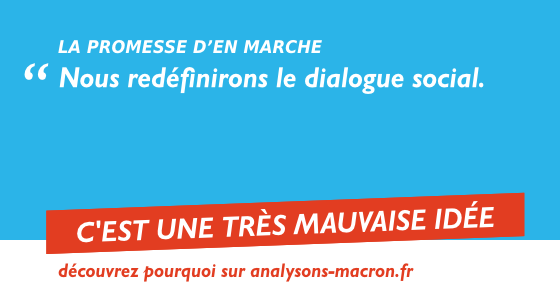 LA PROMESSE D’EN MARCHE
“ Nous redéfinirons le dialogue social.
C'EST UNE TRÈS MAUVAISE IDÉE
découvrez pourquoi sur analysons-macron.fr